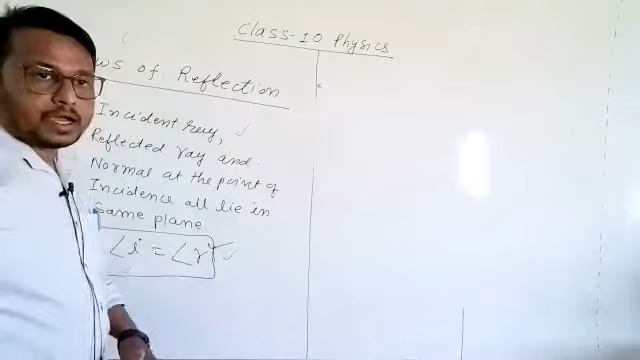 Class-10 Physics
ws of Reflection
Incident ray,
Reflected ray and
Normal at the point of
Incidence all lie in
Same plane.
∠i = ∠r